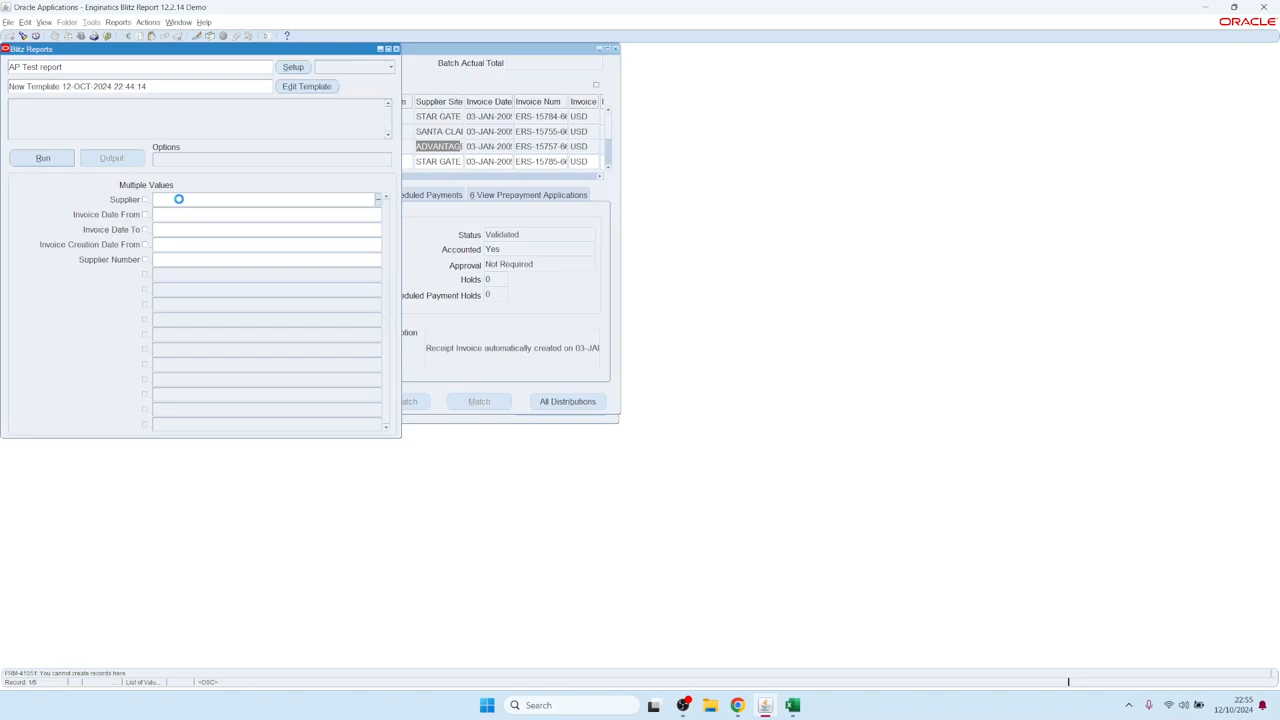 Oracle Applications - Enginatics Blitz Report 12.2.14 Demo
File Edit View Folder Tools Reports Actions Window Help
ORACLE
Blitz Reports
AP Test report
Setup
New Template 12-OCT-2024 22:44.14
Edit Template
Run
Output
Options
Multiple Values
Supplier
Invoice Date From
Invoice Date To
Invoice Creation Date From
Supplier Number
Batch Actual Total
Supplier Site Invoice Date Invoice Num Invoice
STAR GATE 03-JAN-200 ERS-15784-6 USD
SANTA CLAI 03-JAN-200 ERS-15755-6 USD
ADVANTAG 03-JAN-200 ERS-15757-6 USD
STAR GATE 03-JAN-200 ERS-15785-6 USD
eduled Payments 6 View Prepayment Applications
Status Validated
Accounted Yes
Approval Not Required
Holds 0
eduled Payment Holds 0
ption
Receipt Invoice automatically created on 03-JAI
atch
Match
All Distributions
FRM-41051: You cannot create records here.
Record: 1/5 ... List of Valu... <OSC>
Search
22:55
12/10/2024